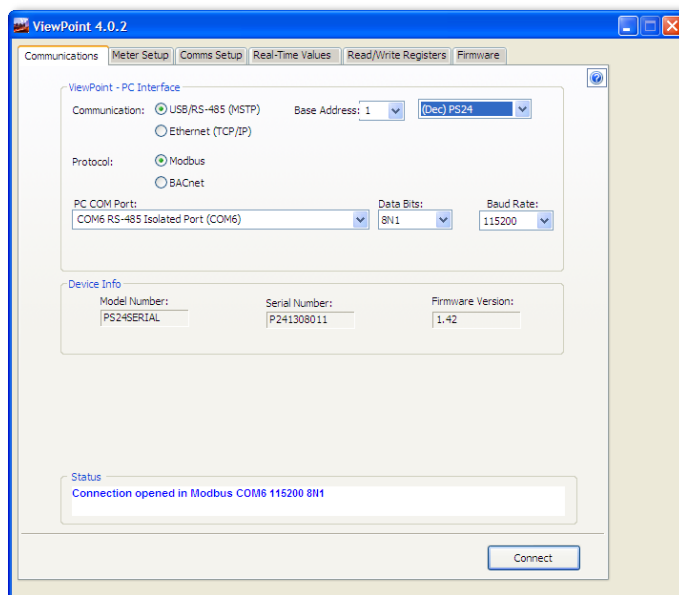 ViewPoint 4.0.2
Communications Meter Setup Comms Setup Real-Time Values Read/Write Registers Firmware
ViewPoint - PC Interface
Communication: USB/RS-485 (MSTP) Base Address: 1 (Dec) PS24
Ethernet (TCP/IP)
Protocol: Modbus
BACnet
PC COM Port: Data Bits: Baud Rate:
COM6 RS-485 Isolated Port (COM6) 8N1 115200
Device Info
Model Number: Serial Number: Firmware Version:
PS24SERIAL P241308011 1.42
Status
Connection opened in Modbus COM6 115200 8N1
Connect